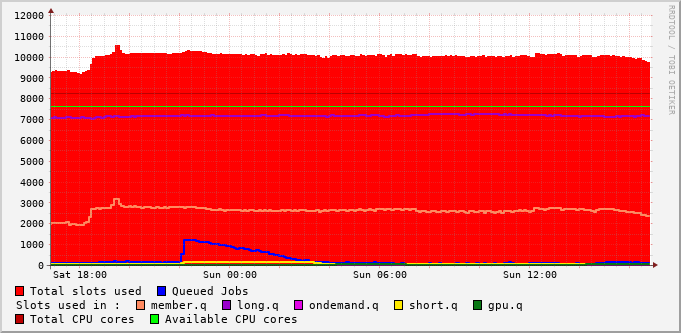 12000
11000
10000
9000
8000
7000
6000
5000
4000
3000
2000
1000
0
Sat 18:00 Sun 00:00 Sun 06:00 Sun 12:00
RRDTOOL / TOBI OETIKER
Total slots used Queued Jobs
Slots used in : member.q long.q ondemand.q short.q gpu.q
Total CPU cores Available CPU cores